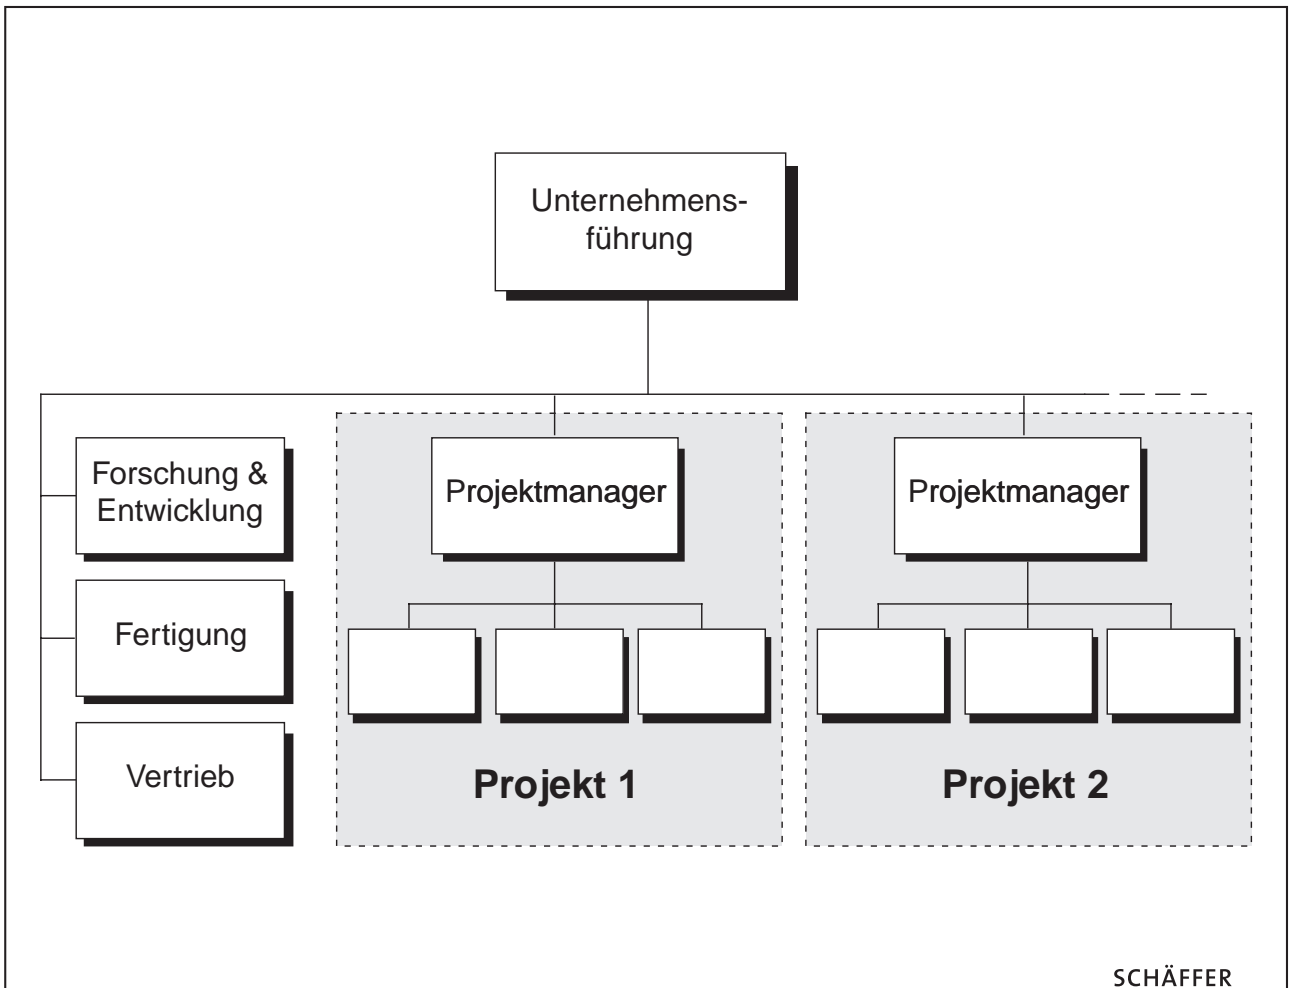 Unternehmens-
führung
Forschung &
Entwicklung
Fertigung
Vertrieb
Projektmanager
Projekt 1
Projektmanager
Projekt 2
SCHÄFFER